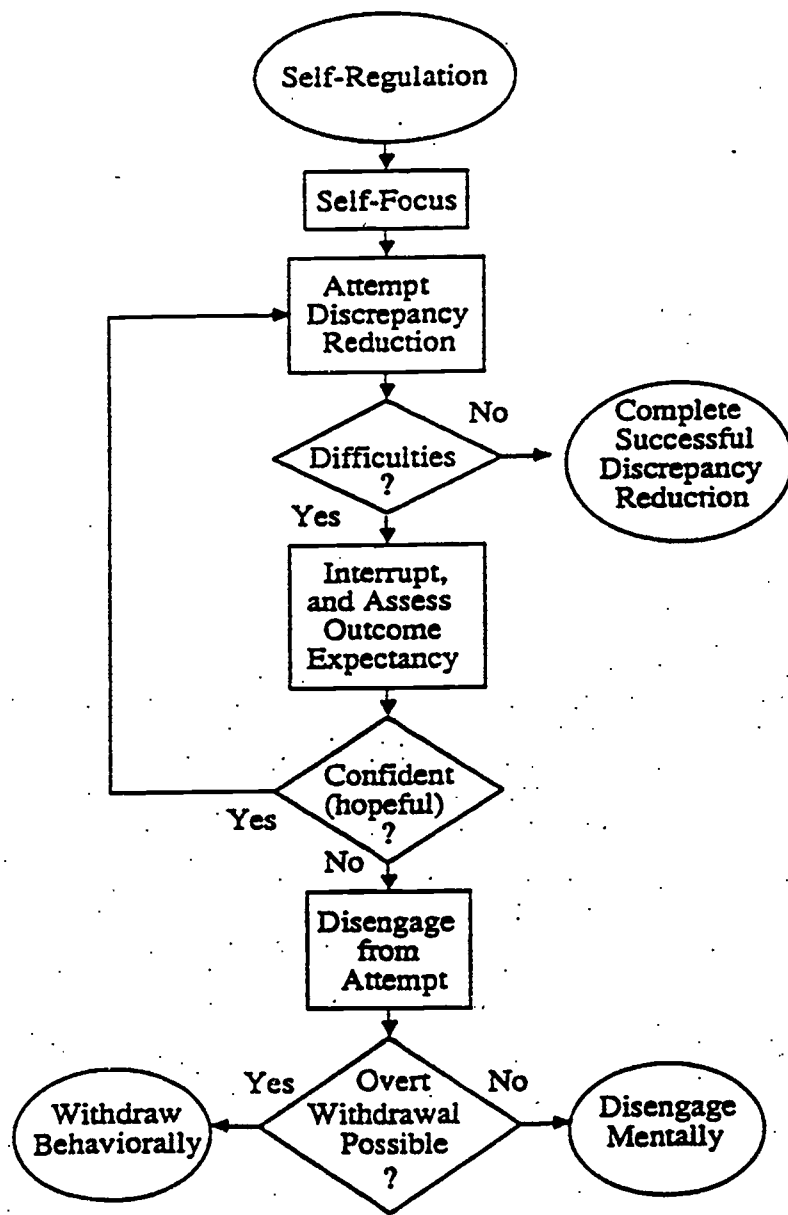 Self-Regulation
Self-Focus
Attempt
Discrepancy
Reduction
No
Complete
Successful
Discrepancy
Reduction
Difficulties
?
Yes
Interrupt,
and Assess
Outcome
Expectancy
Confident
(hopeful)
?
Yes
No
Disengage
from
Attempt
Yes
Overt
Withdrawal
Possible
?
No
Withdraw
Behaviorally
Disengage
Mentally